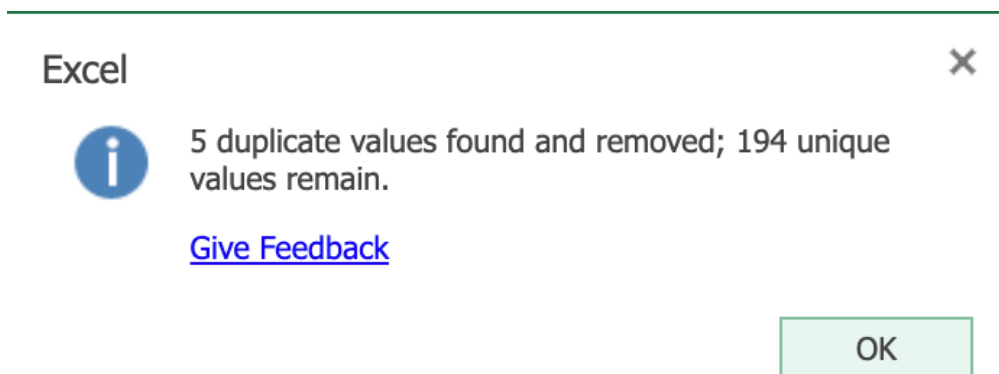 Excel
5 duplicate values found and removed; 194 unique
values remain.
Give Feedback
OK